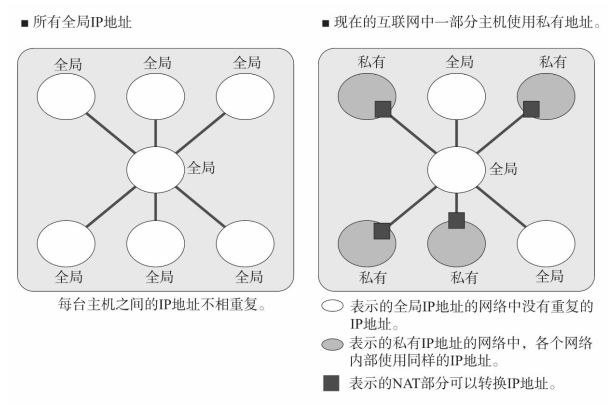 ■ 所有全局IP地址
全局 全局 全局
全局
全局 全局 全局
每台主机之间的IP地址不相重复。
■ 现在的互联网中一部分主机使用私有地址。
私有 全局 私有
全局
私有 私有 全局
表示的全局IP地址的网络中没有重复的
IP地址。
表示的私有IP地址的网络中，各个网络
内部使用同样的IP地址。
表示的NAT部分可以转换IP地址。